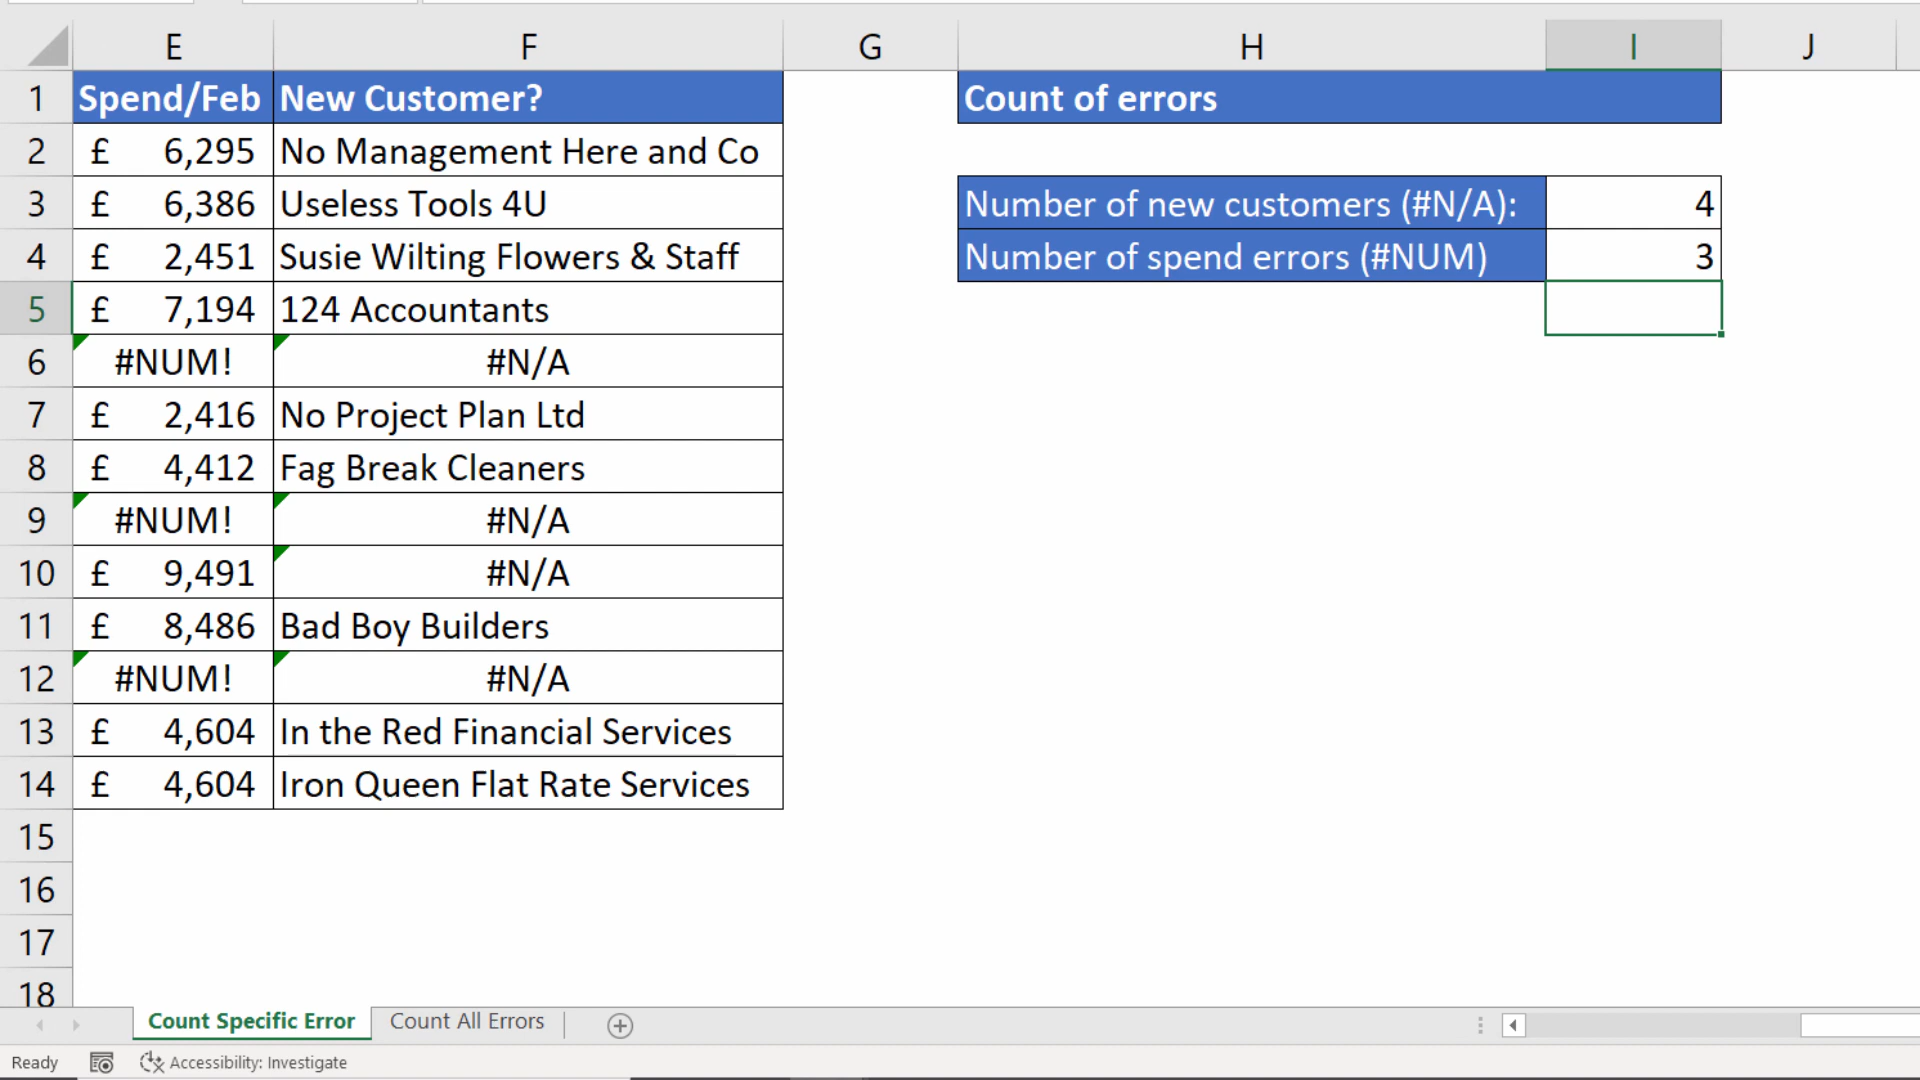 E F G H I J
1 Spend/Feb New Customer? Count of errors
2 £ 6,295 No Management Here and Co
3 £ 6,386 Useless Tools 4U Number of new customers (#N/A): 4
4 £ 2,451 Susie Wilting Flowers & Staff Number of spend errors (#NUM) 3
5 £ 7,194 124 Accountants
6 #NUM! #N/A
7 £ 2,416 No Project Plan Ltd
8 £ 4,412 Fag Break Cleaners
9 #NUM! #N/A
10 £ 9,491 #N/A
11 £ 8,486 Bad Boy Builders
12 #NUM! #N/A
13 £ 4,604 In the Red Financial Services
14 £ 4,604 Iron Queen Flat Rate Services
15
16
17
18
Count Specific Error Count All Errors
Ready Accessibility: Investigate